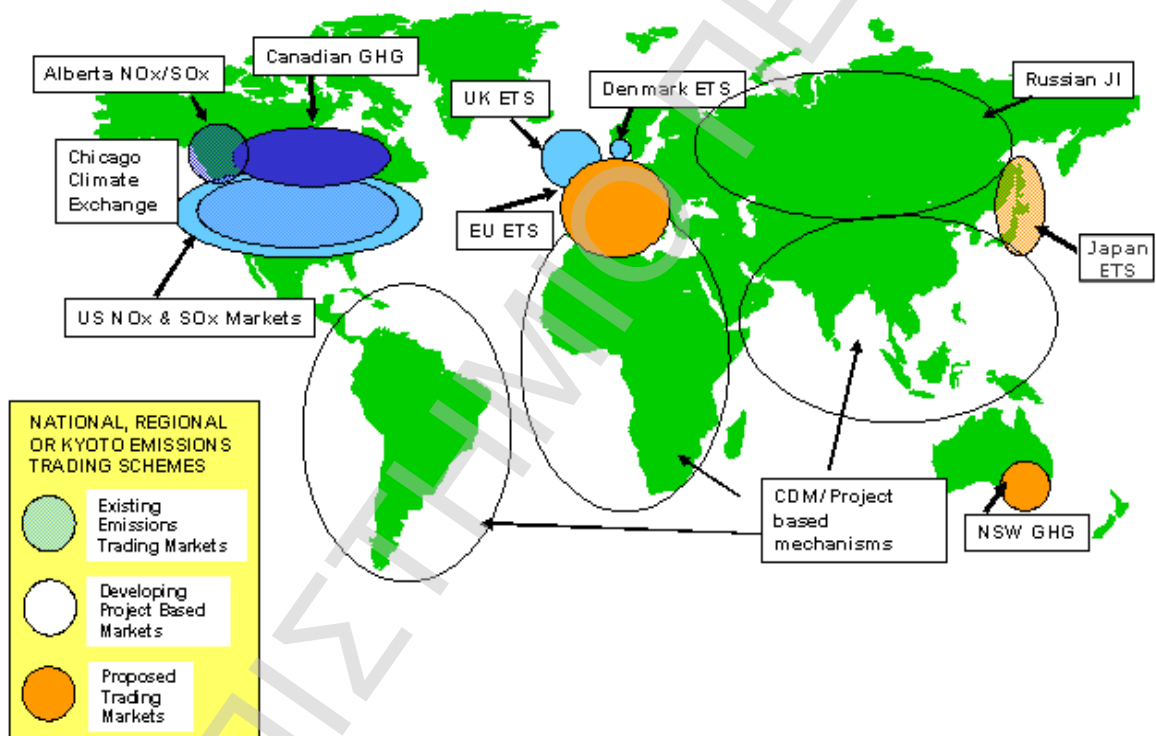 Alberta NOx/SOx
Canadian GHG
UK ETS
Denmark ETS
Russian JI
Chicago
Climate
Exchange
EU ETS
Japan
ETS
US NOx & SOx Markets
NATIONAL, REGIONAL
OR KYOTO EMISSIONS
TRADING SCHEMES
Existing
Emissions
Trading Markets
Developing
Project Based
Markets
Proposed
Trading
Markets
CDM/Project
based
mechanisms
NSW GHG
ΠΙΣΤΗΜΙΟ ΠΕ